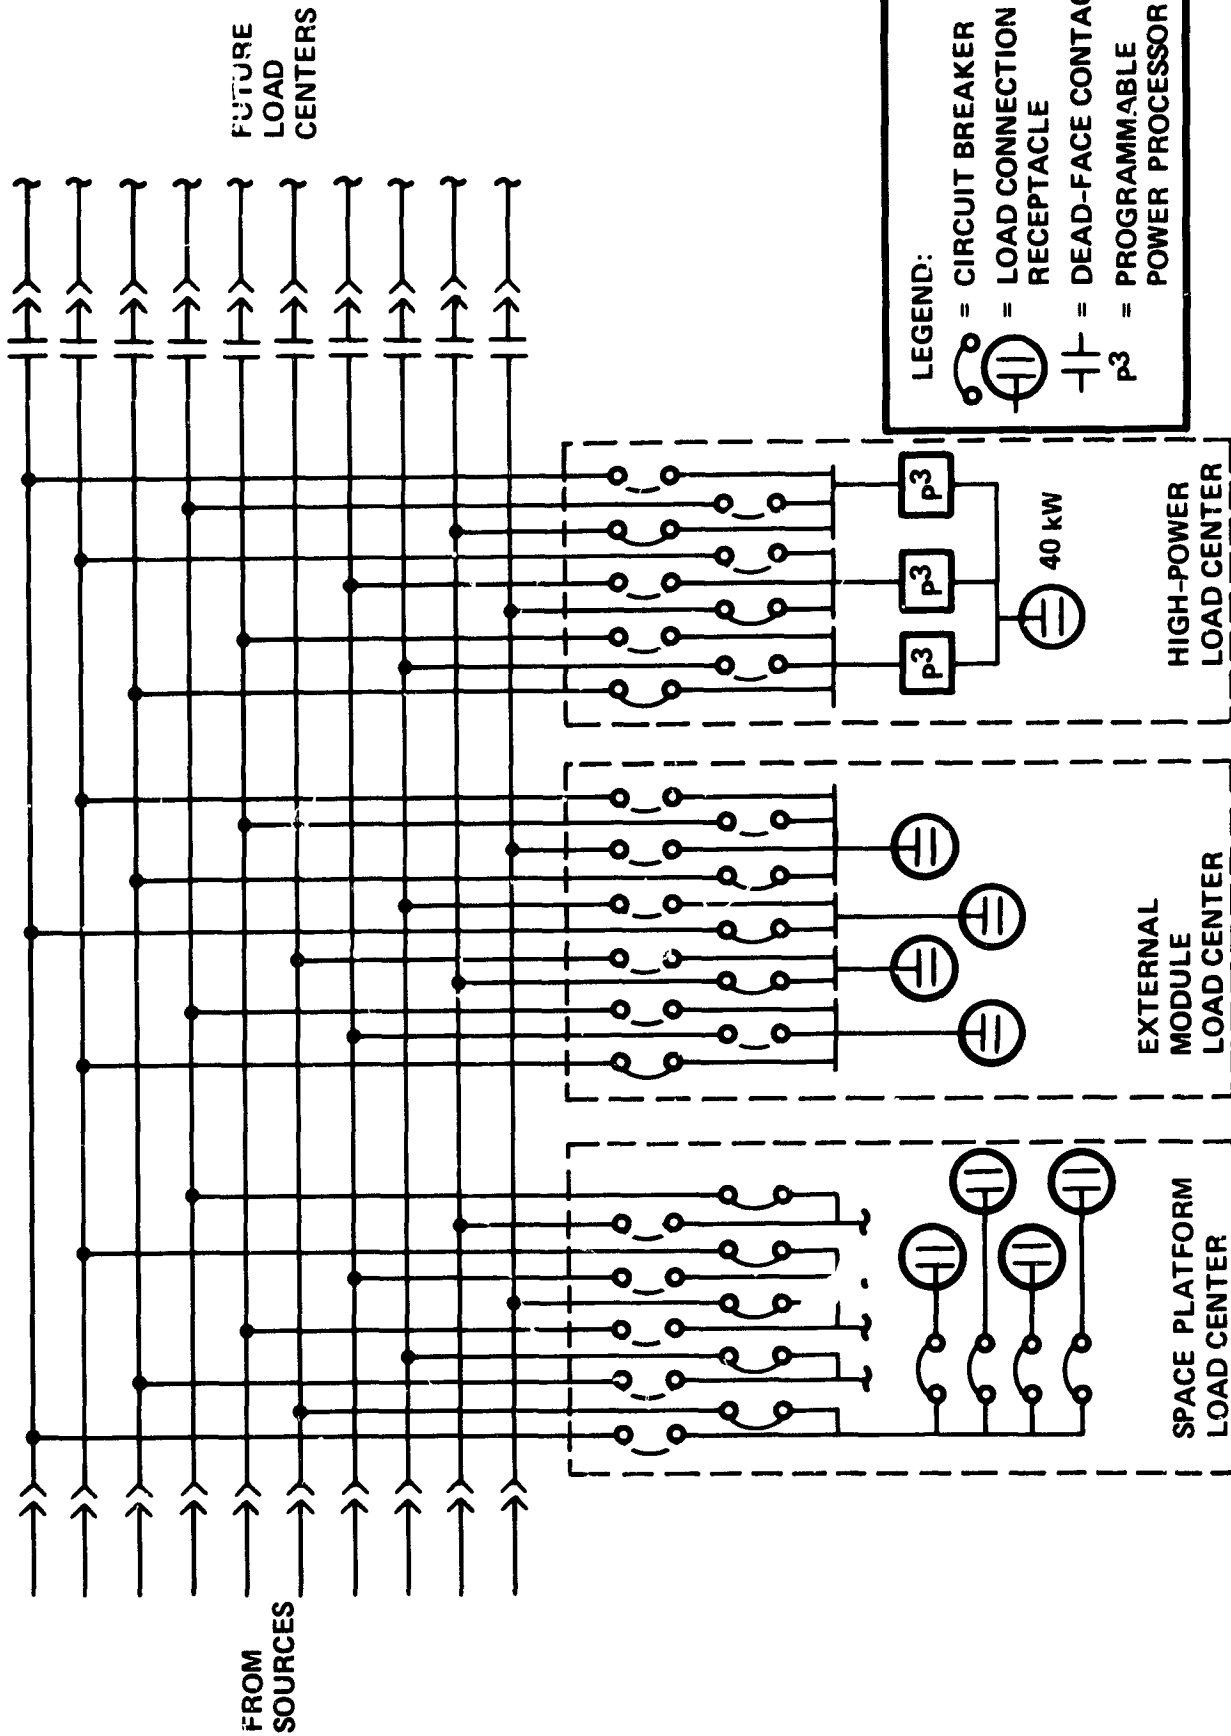 FROM
SOURCES
FUTURE
LOAD
CENTERS
SPACE PLATFORM
LOAD CENTER
EXTERNAL
MODULE
LOAD CENTER
P3
P3
P3
40 kW
HIGH-POWER
LOAD CENTER
LEGEND:
= CIRCUIT BREAKER
= LOAD CONNECTION
RECEPTACLE
= DEAD-FACE CONTAC
P3 = PROGRAMMABLE
POWER PROCESSOR